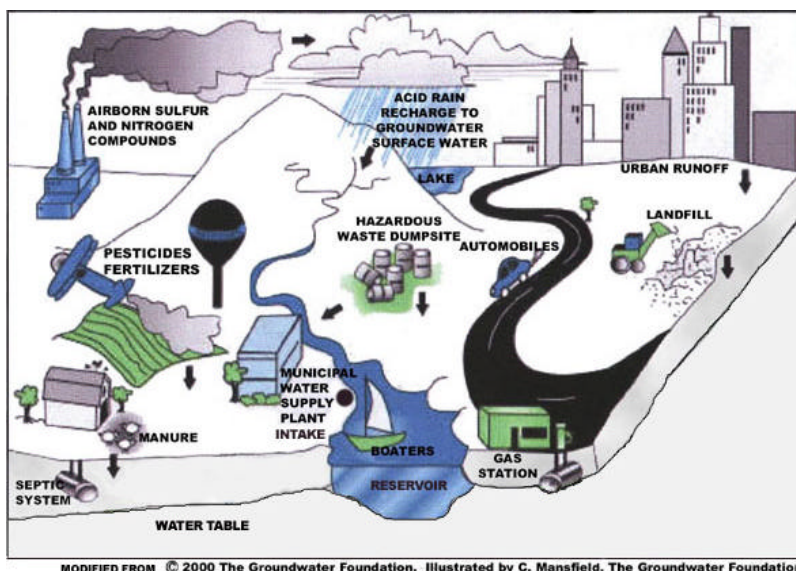 AIRBORN SULFUR
AND NITROGEN
COMPOUNDS
ACID RAIN
RECHARGE TO
GROUNDWATER
SURFACE WATER
LAKE
URBAN RUNOFF
PESTICIDES
FERTILIZERS
HAZARDOUS
WASTE DUMPSITE
AUTOMOBILES
LANDFILL
MUNICIPAL
WATER
SUPPLY
PLANT
INTAKE
MANURE
BOATERS
GAS
STATION
SEPTIC
SYSTEM
RESERVOIR
WATER TABLE
MODIFIED FROM © 2000 The Groundwater Foundation. Illustrated by C. Mansfield, The Groundwater Foundation